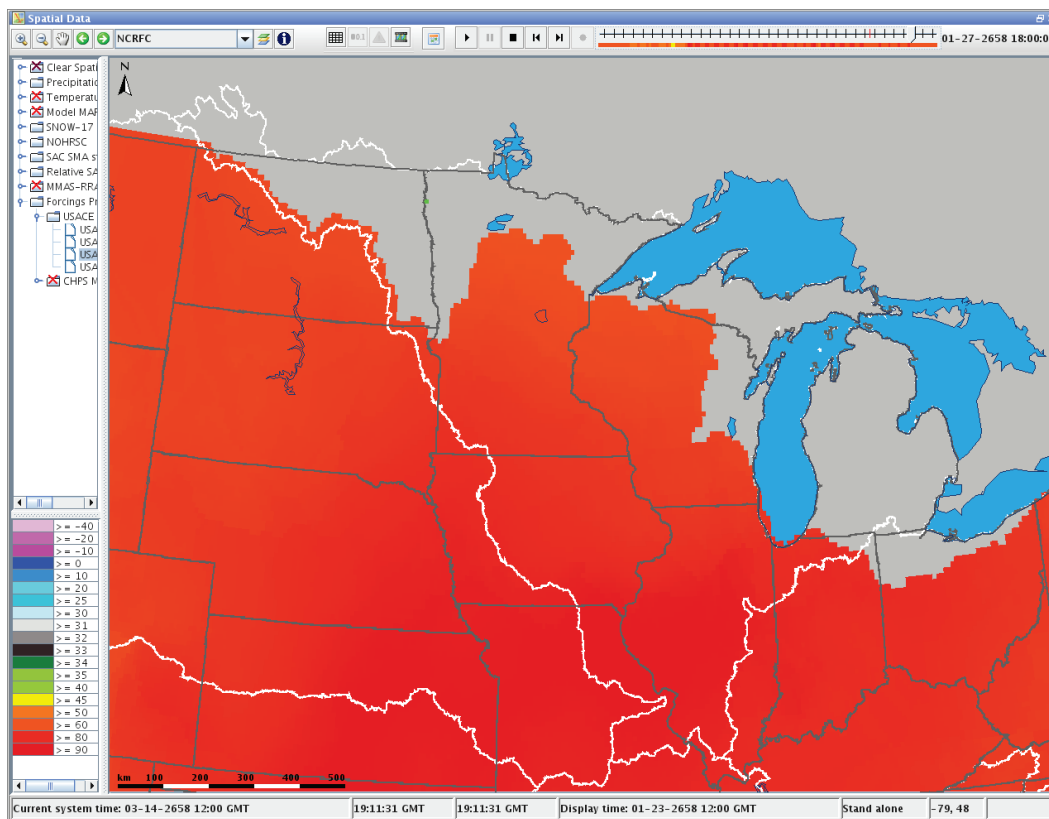 Spatial Data
NCRFC
01-27-2658 18:00:0
Clear Spati
Precipitatio
Temperatu
Model MAP
SNOW-17
NOHRSC
SAC SMA s
Relative SA
MMAS-RRA
Forcings Pr
USACE
USA
USA
USA
USA
CHPS M
N
> = -40
> = -20
> = -10
> = 0
> = 10
> = 20
> = 25
> = 30
> = 31
> = 32
> = 33
> = 34
> = 35
> = 40
> = 45
> = 50
> = 60
> = 80
> = 90
km 100 200 300 400 500
Current system time: 03-14-2658 12:00 GMT 19:11:31 GMT 19:11:31 GMT Display time: 01-23-2658 12:00 GMT Stand alone -79, 48